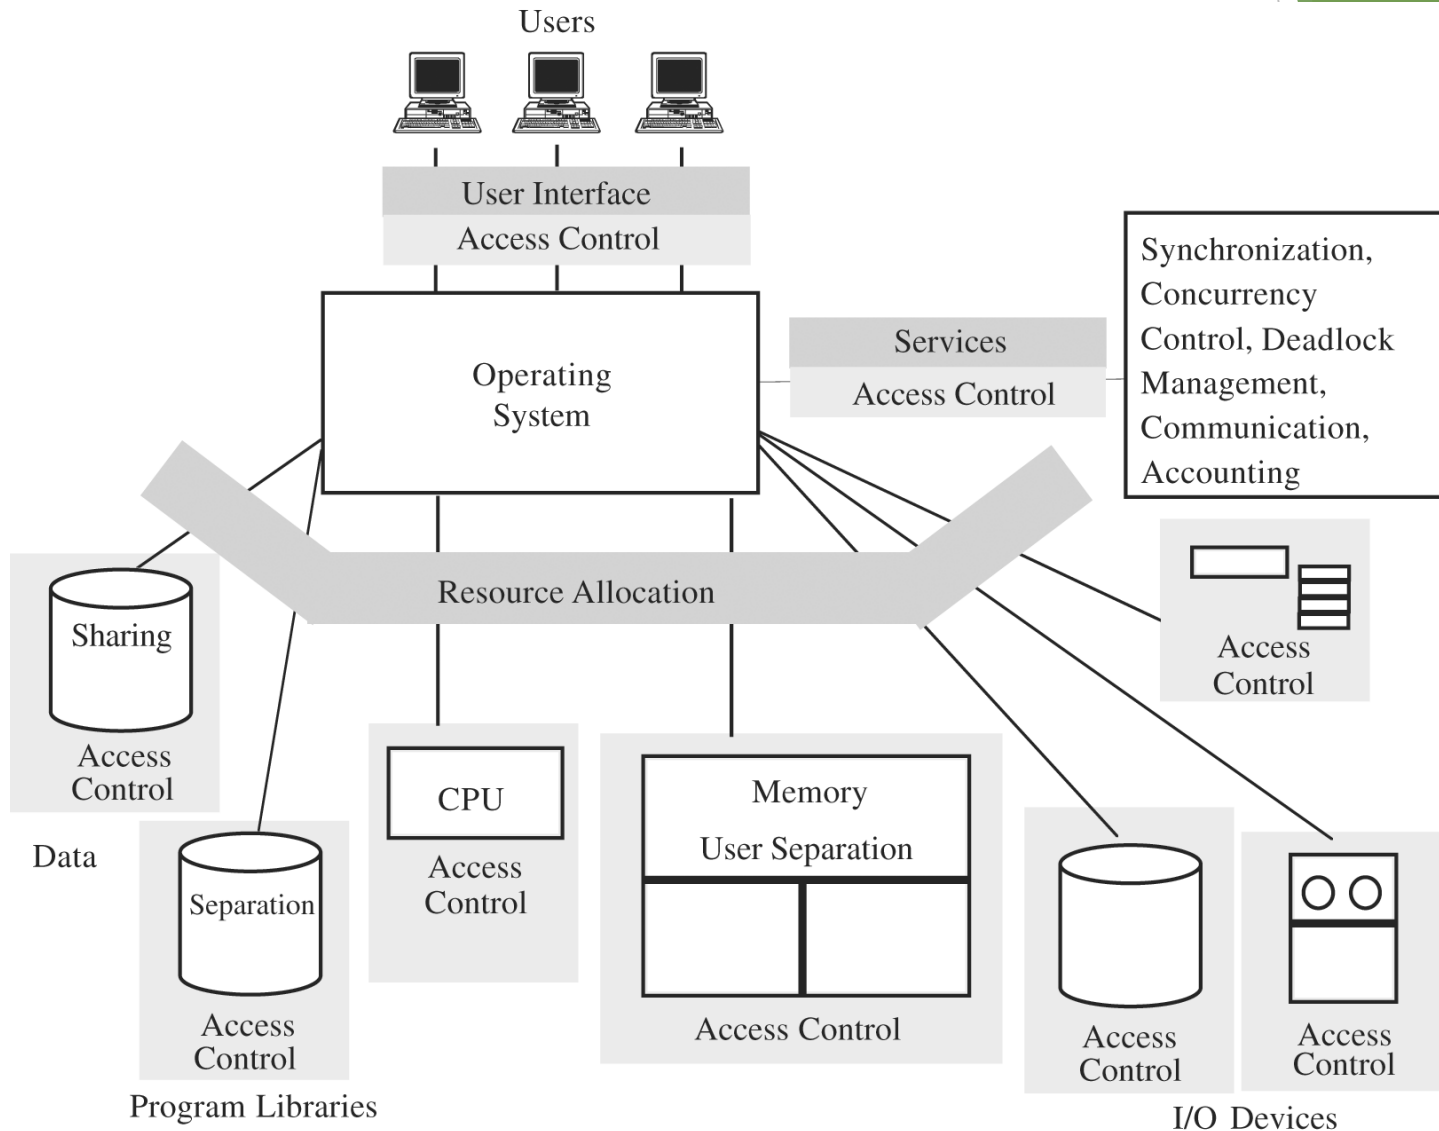 Users
User Interface
Access Control
Operating
System
Services
Access Control
Synchronization,
Concurrency
Control, Deadlock
Management,
Communication,
Accounting
Resource Allocation
Sharing
Access
Control
Data
Separation
Access
Control
Program Libraries
CPU
Access
Control
Memory
User Separation
Access Control
Access
Control
Access
Control
Access
Control
I/O Devices